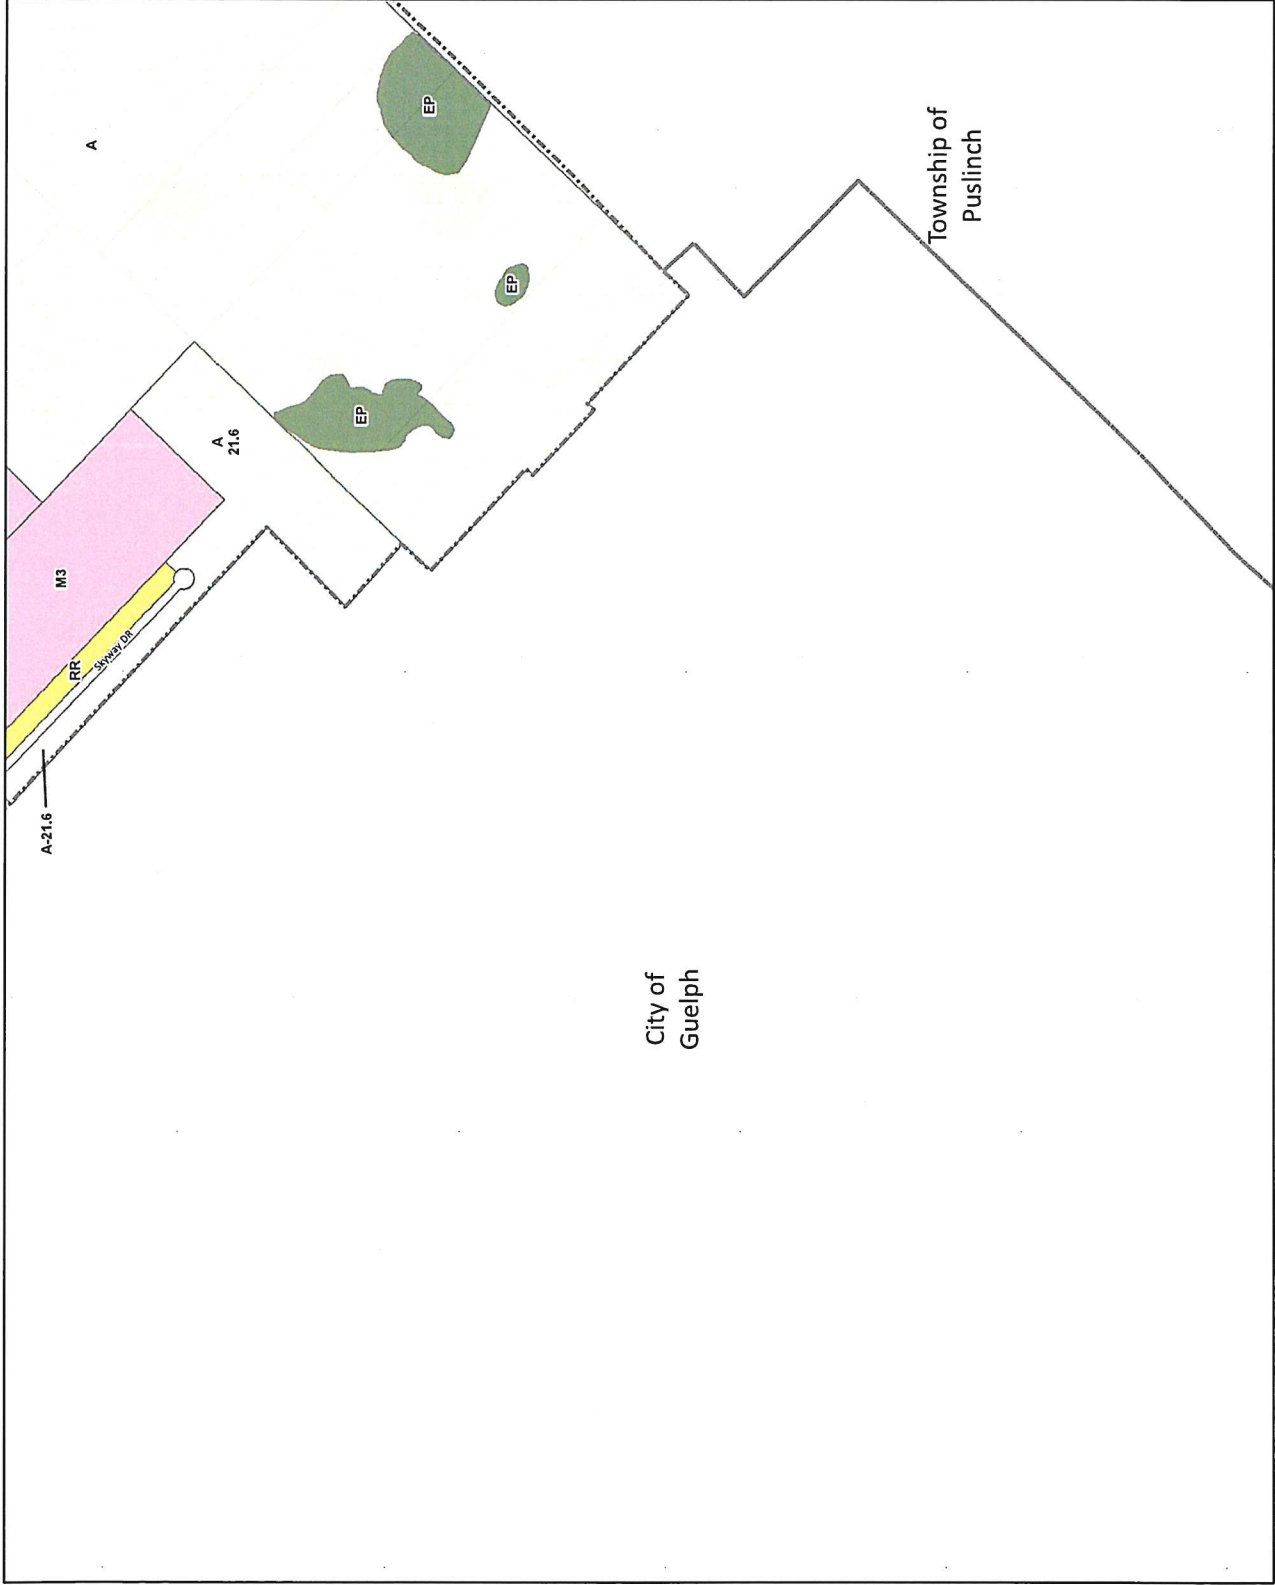 A-21.6
M3
RR
A
Skyway DR
A
21.6
EP
EP
EP
City of
Guelph
Township of
Puslinch